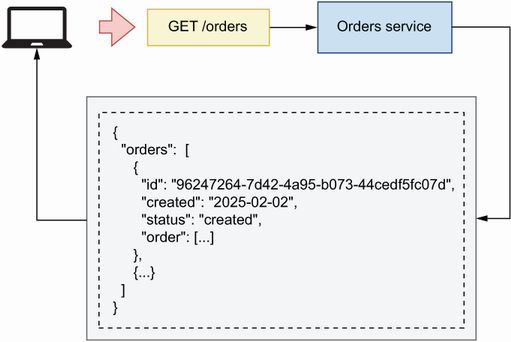 GET /orders
Orders service
{
"orders": [
{
"id": "96247264-7d42-4a95-b073-44cedf5fc07d",
"created": "2025-02-02",
"status": "created",
"order": [...]
},
{...}
]
}